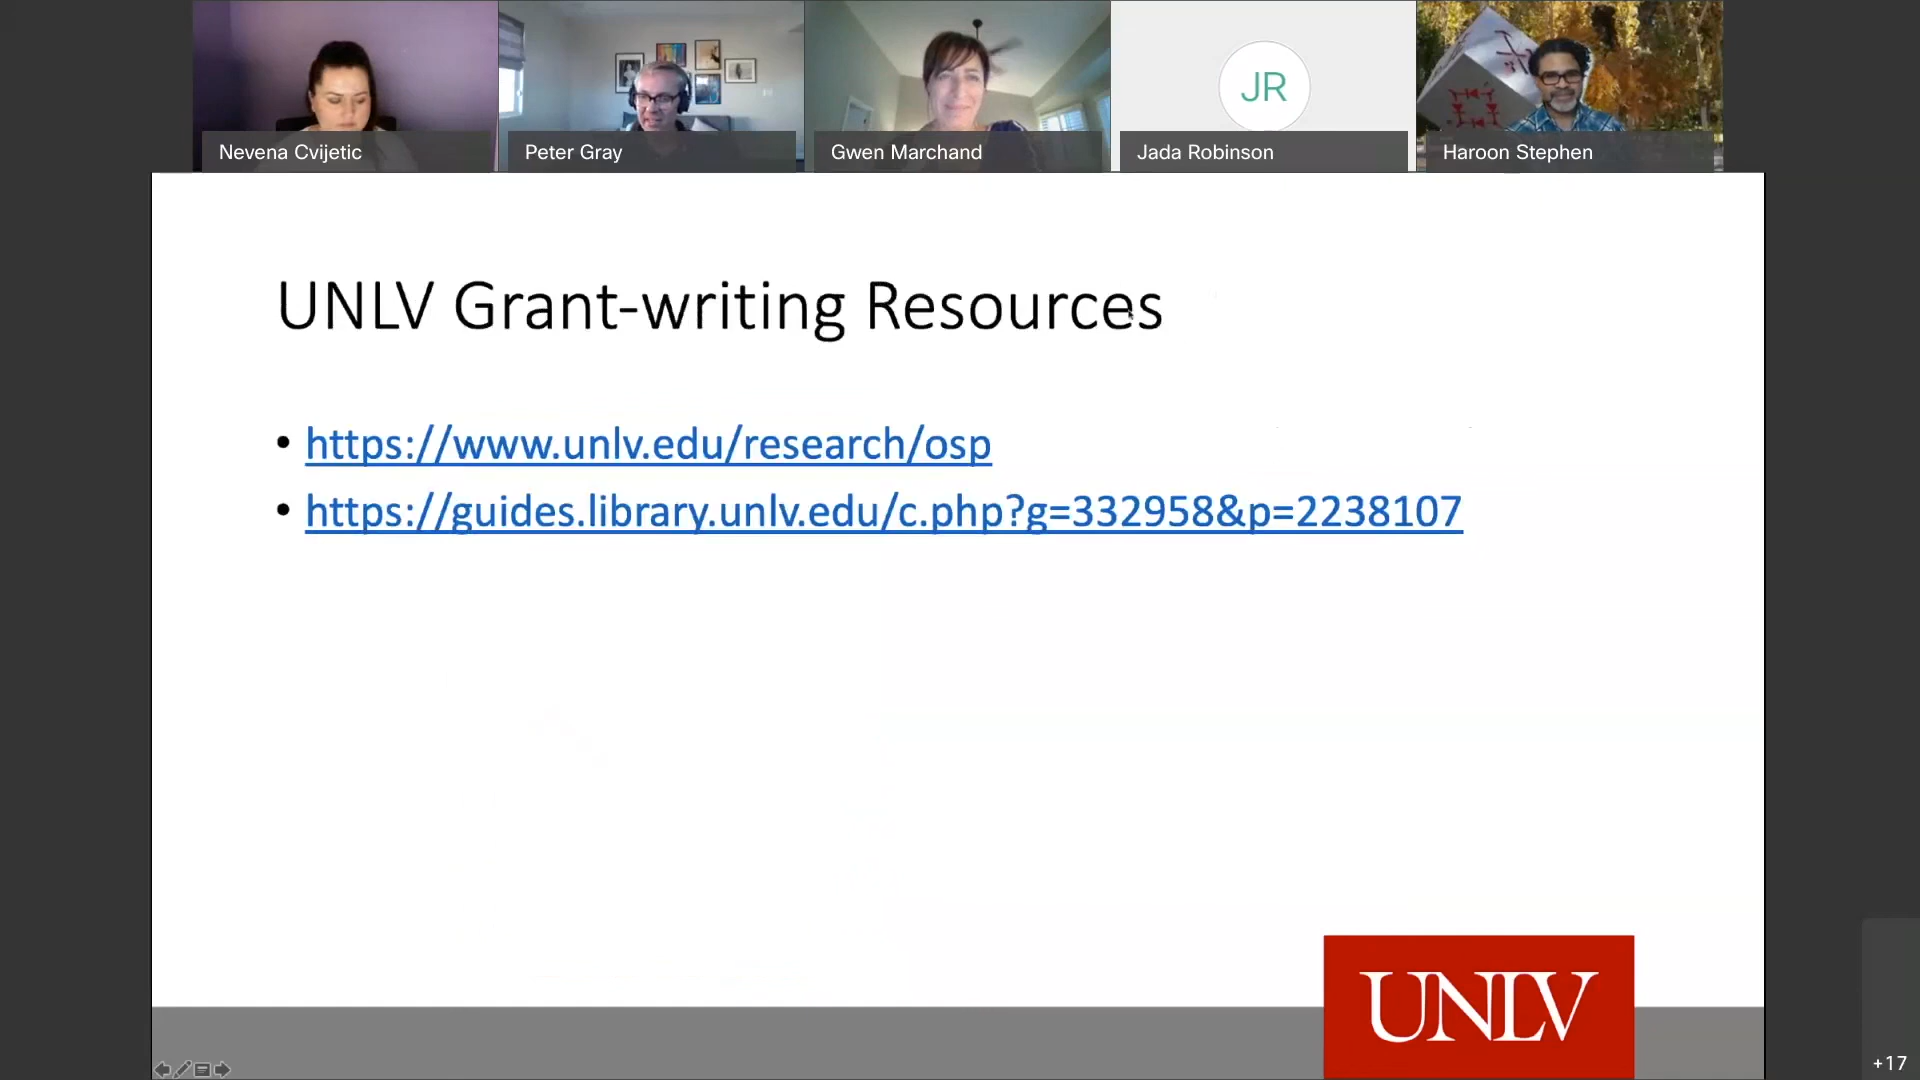 Nevena Cvijetic
Peter Gray
Gwen Marchand
JR
Jada Robinson
Haroon Stephen
UNLV Grant-writing Resources
• https://www.unlv.edu/research/osp
• https://guides.library.unlv.edu/c.php?g=332958&p=2238107
UNLV
+17